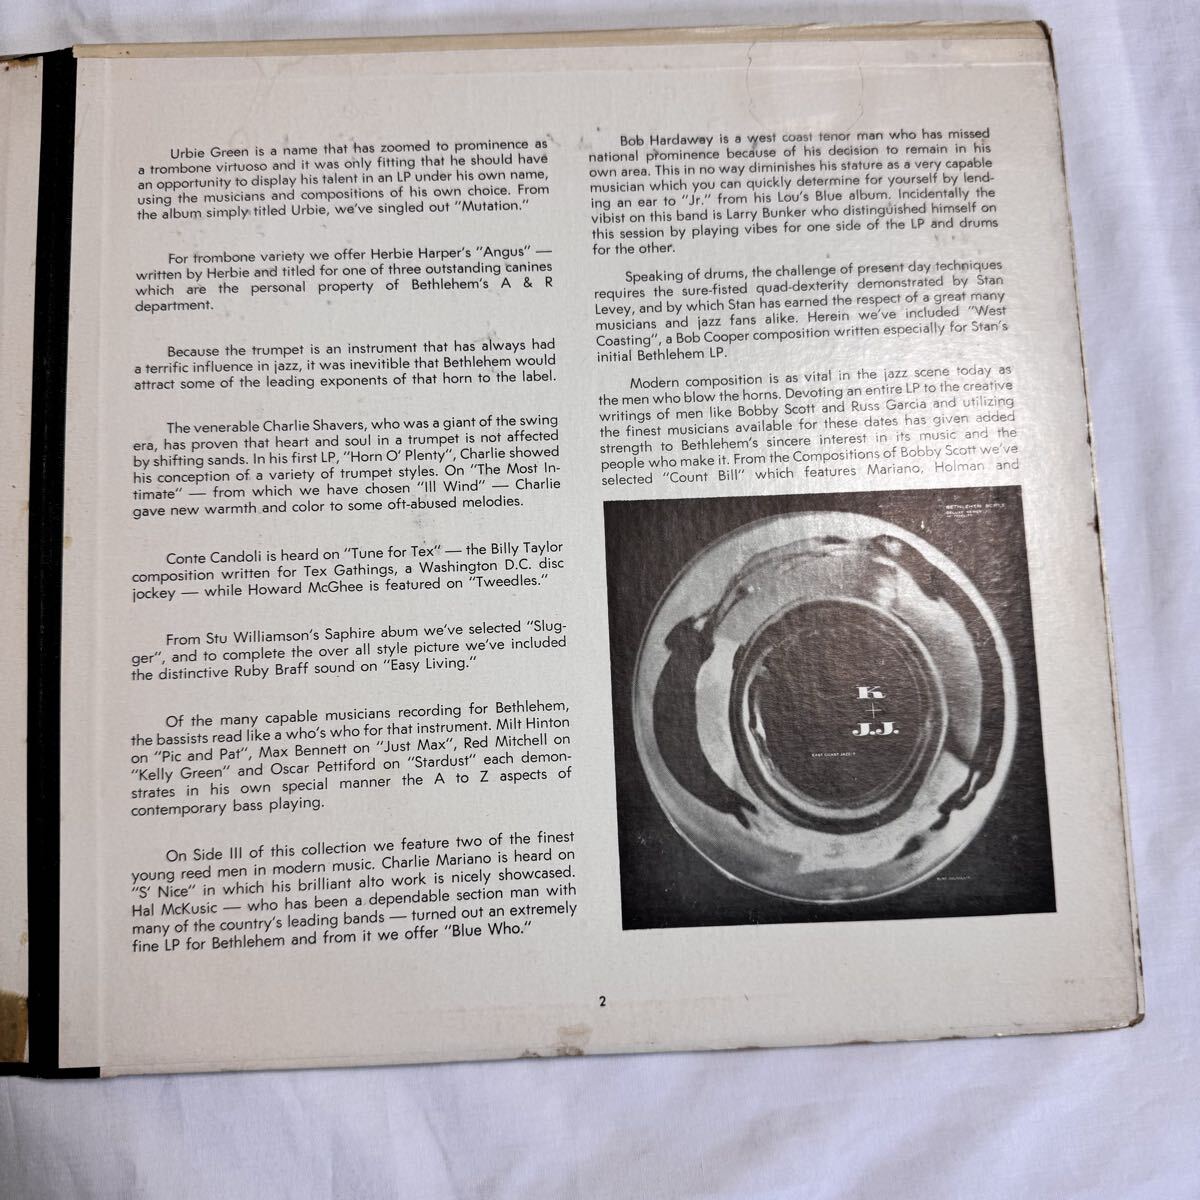 Urbie Green is a name that has zoomed to prominence as
a trombone virtuoso and it was only fitting that he should have
an opportunity to display his talent in an LP under his own name,
using the musicians and compositions of his own choice. From
the album simply titled Urbie, we've singled out "Mutation."
For trombone variety we offer Herbie Harper's "Angus" —
written by Herbie and titled for one of three outstanding canines
which are the personal property of Bethlehem's A & R
department.
Because the trumpet is an instrument that has always had
a terrific influence in jazz, it was inevitible that Bethlehem would
attract some of the leading exponents of that horn to the label.
The venerable Charlie Shavers, who was a giant of the swing
era, has proven that heart and soul in a trumpet is not affected
by shifting sands. In his first LP, "Horn O' Plenty", Charlie showed
his conception of a variety of trumpet styles. On "The Most In-
timate" — from which we have chosen "Ill Wind" — Charlie
gave new warmth and color to some oft-abused melodies.
Conte Candoli is heard on "Tune for Tex" — the Billy Taylor
composition written for Tex Gathings, a Washington D.C. disc
jockey — while Howard McGhee is featured on "Tweedles."
From Stu Williamson's Saphire abum we've selected "Slug-
ger", and to complete the over all style picture we've included
the distinctive Ruby Braff sound on "Easy Living."
Of the many capable musicians recording for Bethlehem,
the bassists read like a who's who for that instrument. Milt Hinton
on "Pic and Pat", Max Bennett on "Just Max", Red Mitchell on
"Kelly Green" and Oscar Pettiford on "Stardust" each demon-
strates in his own special manner the A to Z aspects of
contemporary bass playing.
On Side III of this collection we feature two of the finest
young reed men in modern music. Charlie Mariano is heard on
"S' Nice" in which his brilliant alto work is nicely showcased.
Hal McKusic — who has been a dependable section man with
many of the country's leading bands — turned out an extremely
fine LP for Bethlehem and from it we offer "Blue Who."
Bob Hardaway is a west coast tenor man who has missed
national prominence because of his decision to remain in his
own area. This in no way diminishes his stature as a very capable
musician which you can quickly determine for yourself by lend-
ing an ear to "Jr." from his Lou's Blue album. Incidentally the
vibist on this band is Larry Bunker who distinguished himself on
this session by playing vibes for one side of the LP and drums
for the other.
Speaking of drums, the challenge of present day techniques
requires the sure-fisted quad-dexterity demonstrated by Stan
Levey, and by which Stan has earned the respect of a great many
musicians and jazz fans alike. Herein we've included "West
Coasting", a Bob Cooper composition written especially for Stan's
initial Bethlehem LP.
Modern composition is as vital in the jazz scene today as
the men who blow the horns. Devoting an entire LP to the creative
writings of men like Bobby Scott and Russ Garcia and utilizing
the finest musicians available for these dates has given added
strength to Bethlehem's sincere interest in its music and the
people who make it. From the Compositions of Bobby Scott we've
selected "Count Bill" which features Mariano, Holman and
K
+
J.J.
EAST COAST JAZZ
2